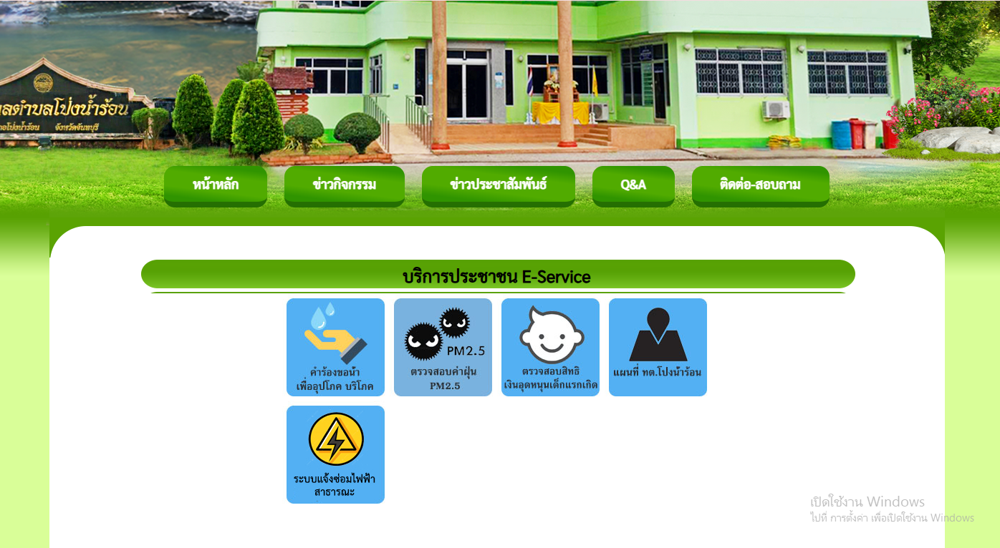 ลตำบลโป่งน้ำร้อน
อโป่งน้ำร้อน จังหวัดจันทบุรี
หน้าหลัก
ข่าวกิจกรรม
ข่าวประชาสัมพันธ์
Q&A
ติดต่อ-สอบถาม
บริการประชาชน E-Service
คำร้องขอน้ำ
เพื่ออุปโภค บริโภค
PM2.5
ตรวจสอบค่าฝุ่น
PM2.5
ตรวจสอบสิทธิ
เงินอุดหนุนเด็กแรกเกิด
แผนที่ ทต.โป่งน้ำร้อน
ระบบแจ้งซ่อมไฟฟ้า
สาธารณะ
เปิดใช้งาน Windows
ไปที่ การตั้งค่า เพื่อเปิดใช้งาน Windows